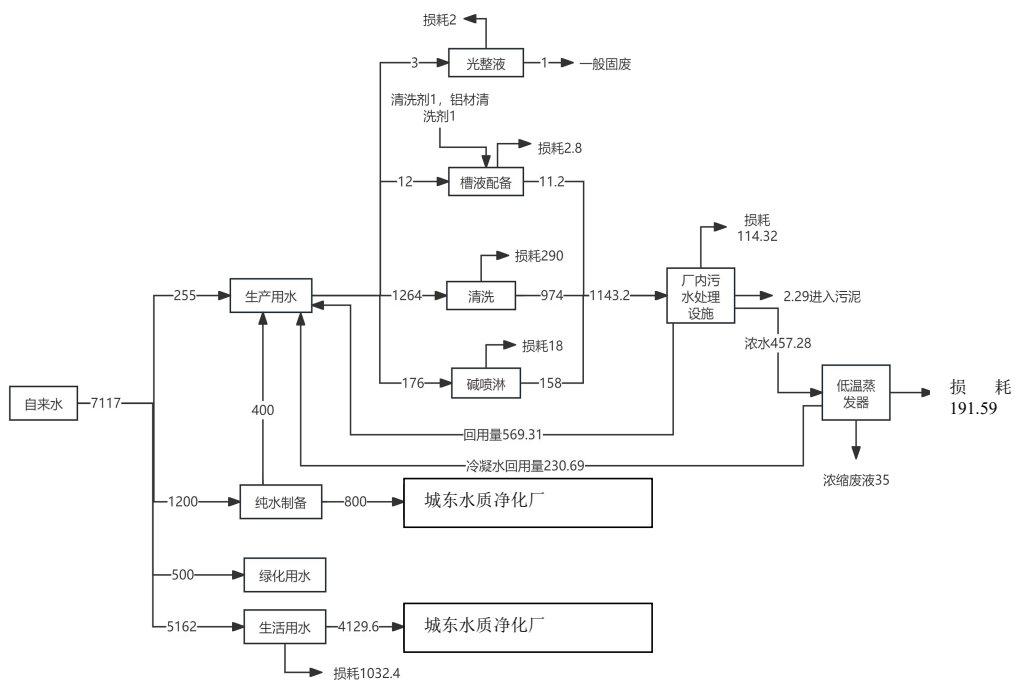 损耗2
3
光整液
1
一般固废
清洗剂1，铝材清
洗剂1
损耗2.8
12
槽液配备
11.2
损耗
114.32
损耗290
255
生产用水
1264
清洗
974
1143.2
厂内污
水处理
设施
2.29进入污泥
浓水457.28
损耗18
176
碱喷淋
158
低温蒸
发器
损 耗
191.59
自来水
7117
400
回用量569.31
冷凝水回用量230.69
浓缩废液35
1200
纯水制备
800
城东水质净化厂
500
绿化用水
5162
生活用水
4129.6
城东水质净化厂
损耗1032.4